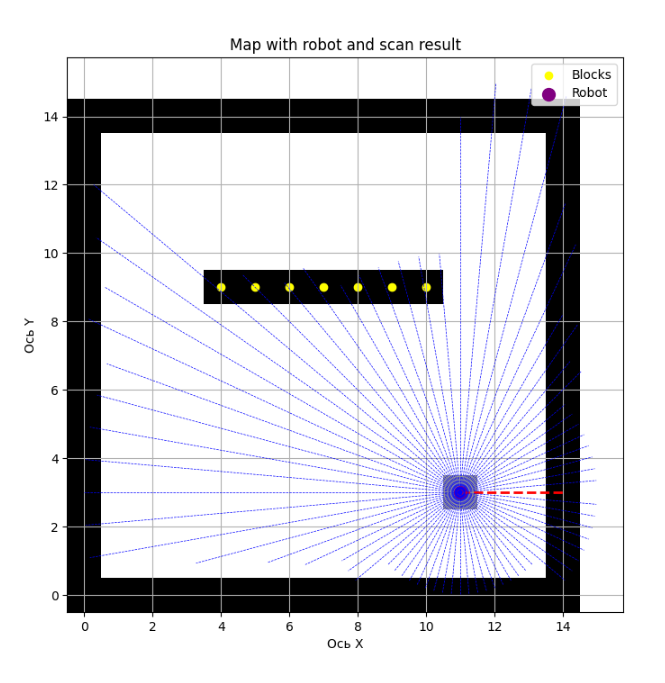 Map with robot and scan result
Blocks
Robot
14
12
10
8
6
4
2
0
Ось Y
0 2 4 6 8 10 12 14
Ось X